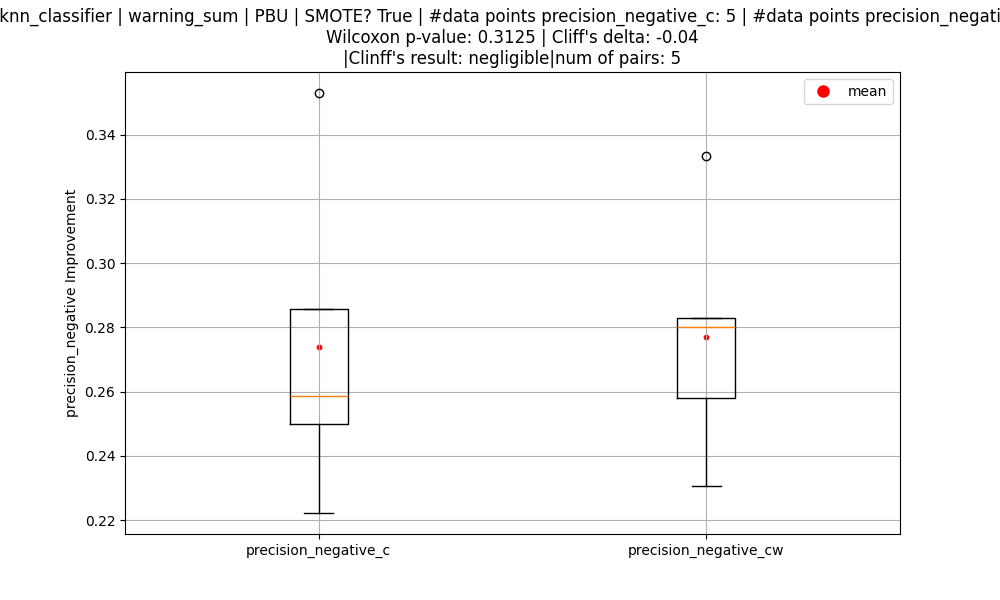 knn_classifier | warning_sum | PBU | SMOTE? True | #data points precision_negative_c: 5 | #data points precision_negati
Wilcoxon p-value: 0.3125 | Cliff's delta: -0.04
|Clinff's result: negligible|num of pairs: 5
mean
0.34
0.32
0.30
0.28
0.26
0.24
0.22
precision_negative Improvement
precision_negative_c
precision_negative_cw